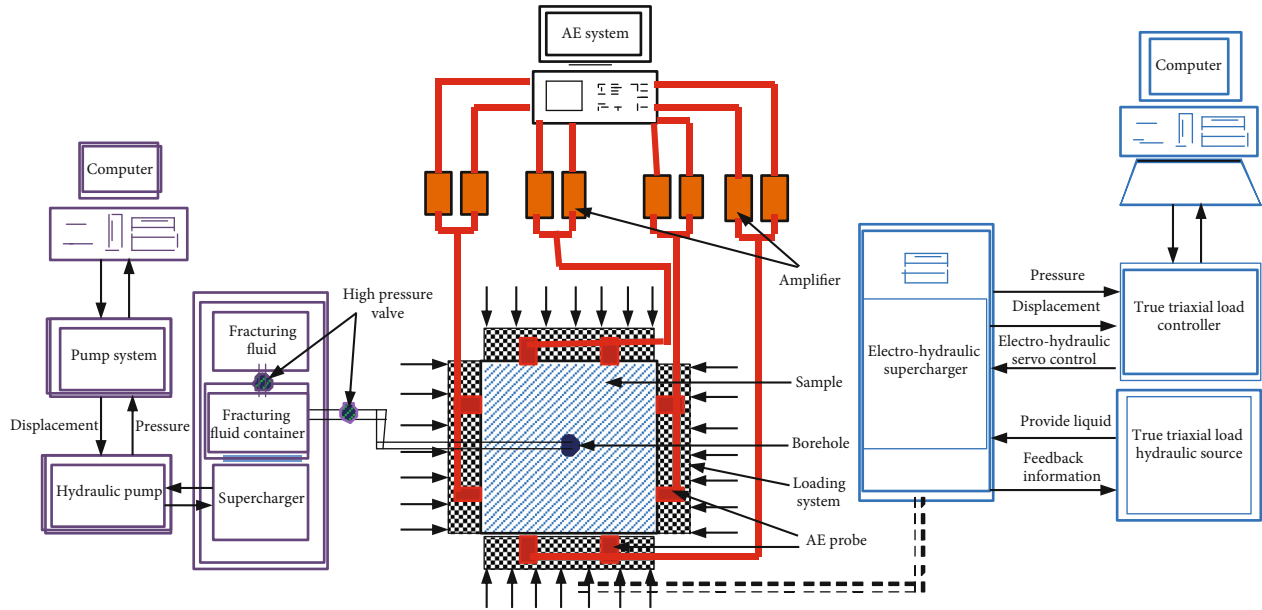 AE system
Computer
Computer
Amplifier
High pressure
valve
Pressure
Displacement
Electro-hydraulic
servo control
True triaxial load
controller
Fracturing
fluid
Pump system
Electro-hydraulic
supercharger
Sample
Fracturing
fluid container
Displacement
Pressure
Borehole
Provide liquid
Feedback
information
True triaxial load
hydraulic source
Hydraulic pump
Supercharger
Loading
system
AE probe